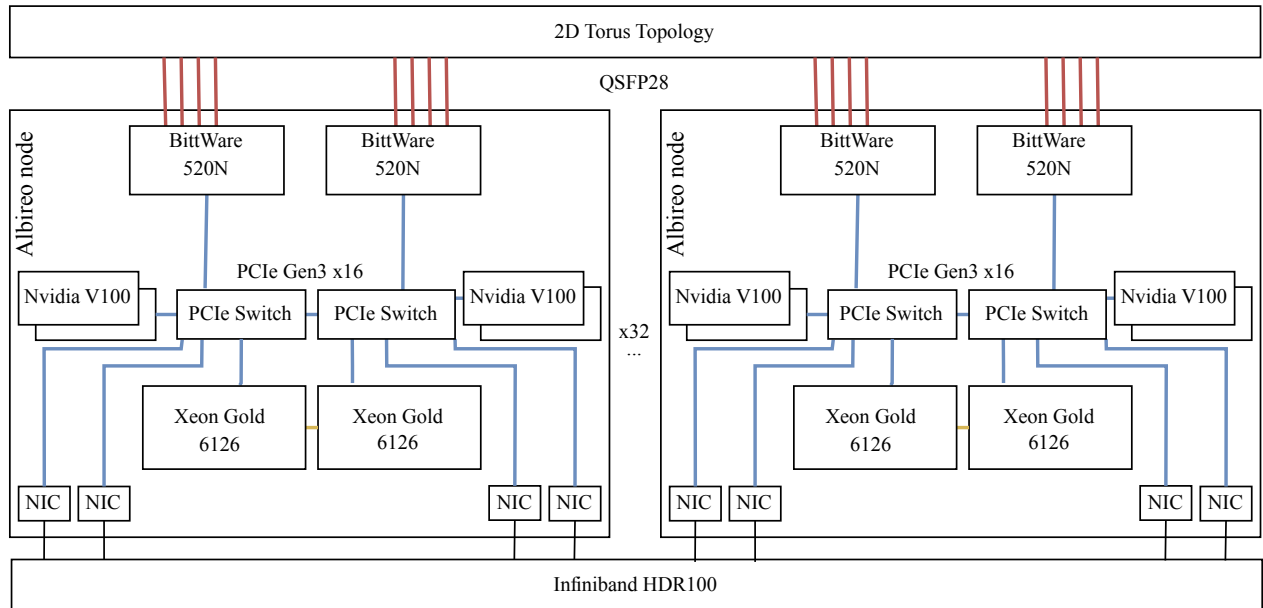 2D Torus Topology
QSFP28
Albireo node
BittWare
520N
BittWare
520N
PCIe Gen3 x16
Nvidia V100
PCIe Switch
PCIe Switch
Nvidia V100
Xeon Gold
6126
Xeon Gold
6126
NIC
NIC
NIC
NIC
x32
...
Albireo node
BittWare
520N
BittWare
520N
PCIe Gen3 x16
Nvidia V100
PCIe Switch
PCIe Switch
Nvidia V100
Xeon Gold
6126
Xeon Gold
6126
NIC
NIC
NIC
NIC
Infiniband HDR100